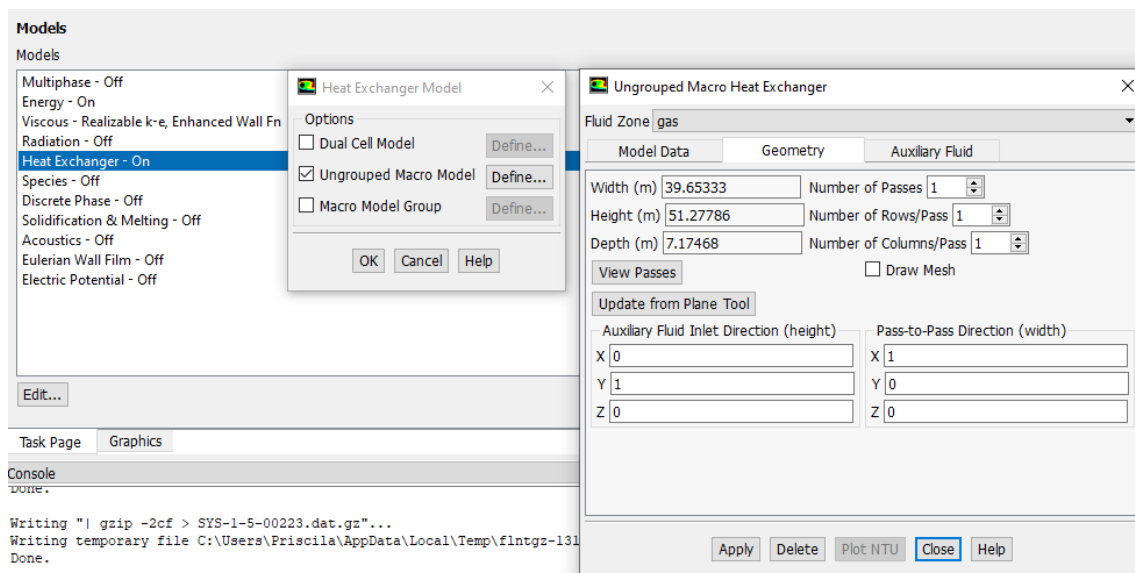 Models
Models
Multiphase - Off
Energy - On
Viscous - Realizable k-e, Enhanced Wall Fn
Radiation - Off
Heat Exchanger - On
Species - Off
Discrete Phase - Off
Solidification & Melting - Off
Acoustics - Off
Eulerian Wall Film - Off
Electric Potential - Off
Edit...
Task Page Graphics
Console
Done.
Writing "| gzip -2cf > SYS-1-5-00223.dat.gz"...
Writing temporary file C:\Users\Priscila\AppData\Local\Temp\flntgz-131
Done.
Heat Exchanger Model
Options
Dual Cell Model Define...
Ungrouped Macro Model Define...
Macro Model Group Define...
OK Cancel Help
Ungrouped Macro Heat Exchanger
Fluid Zone gas
Model Data Geometry Auxiliary Fluid
Width (m) 39.65333 Number of Passes 1
Height (m) 51.27786 Number of Rows/Pass 1
Depth (m) 7.17468 Number of Columns/Pass 1
View Passes Draw Mesh
Update from Plane Tool
Auxiliary Fluid Inlet Direction (height) Pass-to-Pass Direction (width)
X 0 X 1
Y 1 Y 0
Z 0 Z 0
Apply Delete Plot NTU Close Help